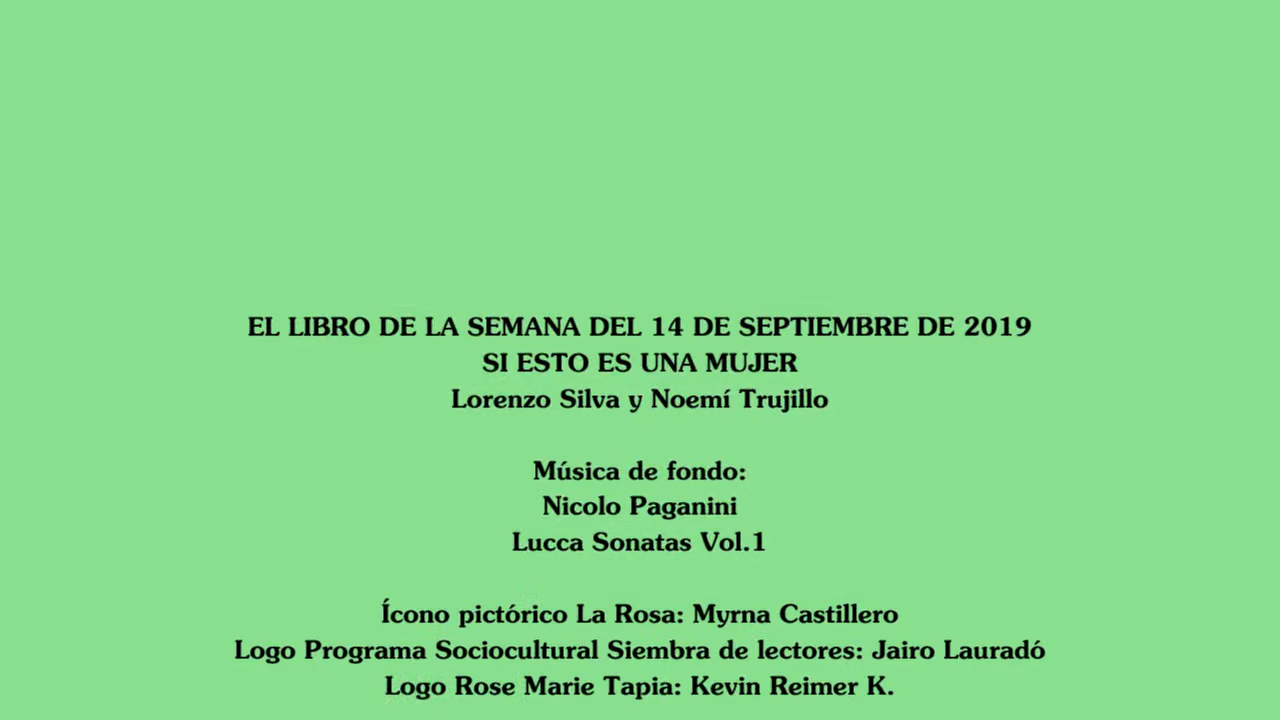 EL LIBRO DE LA SEMANA DEL 14 DE SEPTIEMBRE DE 2019
SI ESTO ES UNA MUJER
Lorenzo Silva y Noemí Trujillo
Música de fondo:
Nicolo Paganini
Lucca Sonatas Vol.1
Ícono pictórico La Rosa: Myrna Castillero
Logo Programa Sociocultural Siembra de lectores: Jairo Lauradó
Logo Rose Marie Tapia: Kevin Reimer K.